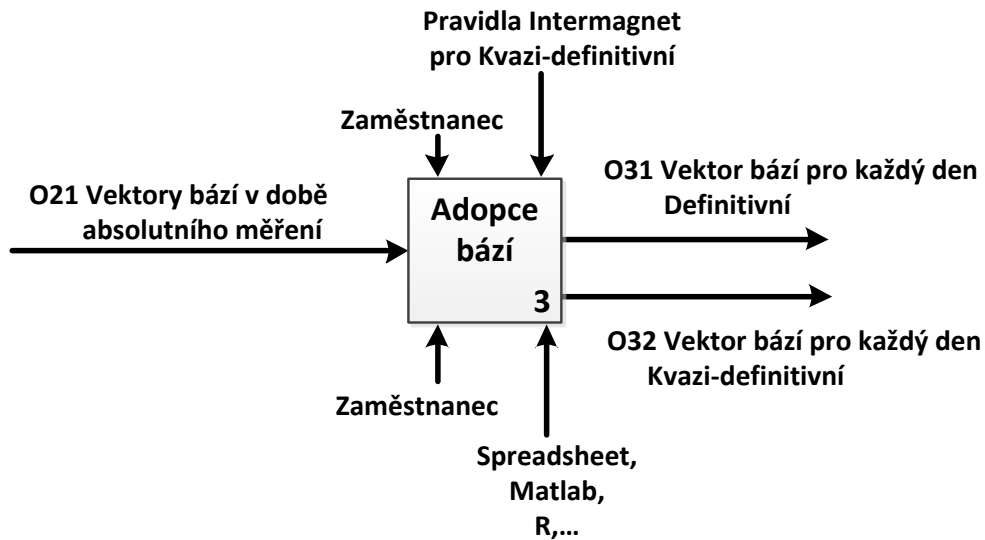 Pravidla Intermagnet
pro Kvazi-definitivní
Zaměstnanec
O21 Vektory bází v době
absolutního měření
Adopce
bází
3
O31 Vektor bází pro každý den
Definitivní
O32 Vektor bází pro každý den
Kvazi-definitivní
Zaměstnanec
Spreadsheet,
Matlab,
R,...